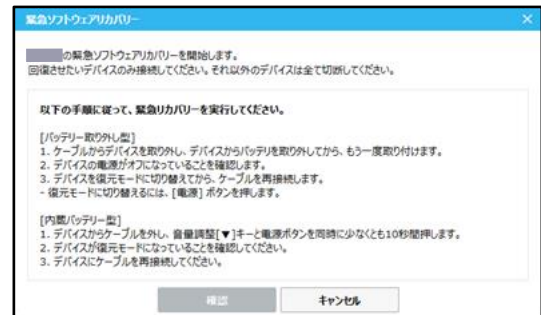 緊急ソフトウェアリカバリー
の緊急ソフトウェアリカバリーを開始します。
回復させたいデバイスのみ接続してください。それ以外のデバイスは全て切断してください。
以下の手順に従って、緊急リカバリーを実行してください。
[バッテリー取り外し型]
1. ケーブルからデバイスを取り外し、デバイスからバッテリを取り外してから、もう一度取り付けます。
2. デバイスの電源がオフになっていることを確認します。
3. デバイスを復元モードに切り替えてから、ケーブルを再接続します。
- 復元モードに切り替えるには、[電源] ボタンを押します。
[内蔵バッテリー型]
1. デバイスからケーブルを外し、音量調整[▼]キーと電源ボタンを同時に少なくとも10秒間押します。
2. デバイスが復元モードになっていることを確認してください。
3. デバイスにケーブルを再接続してください。
確認 キャンセル